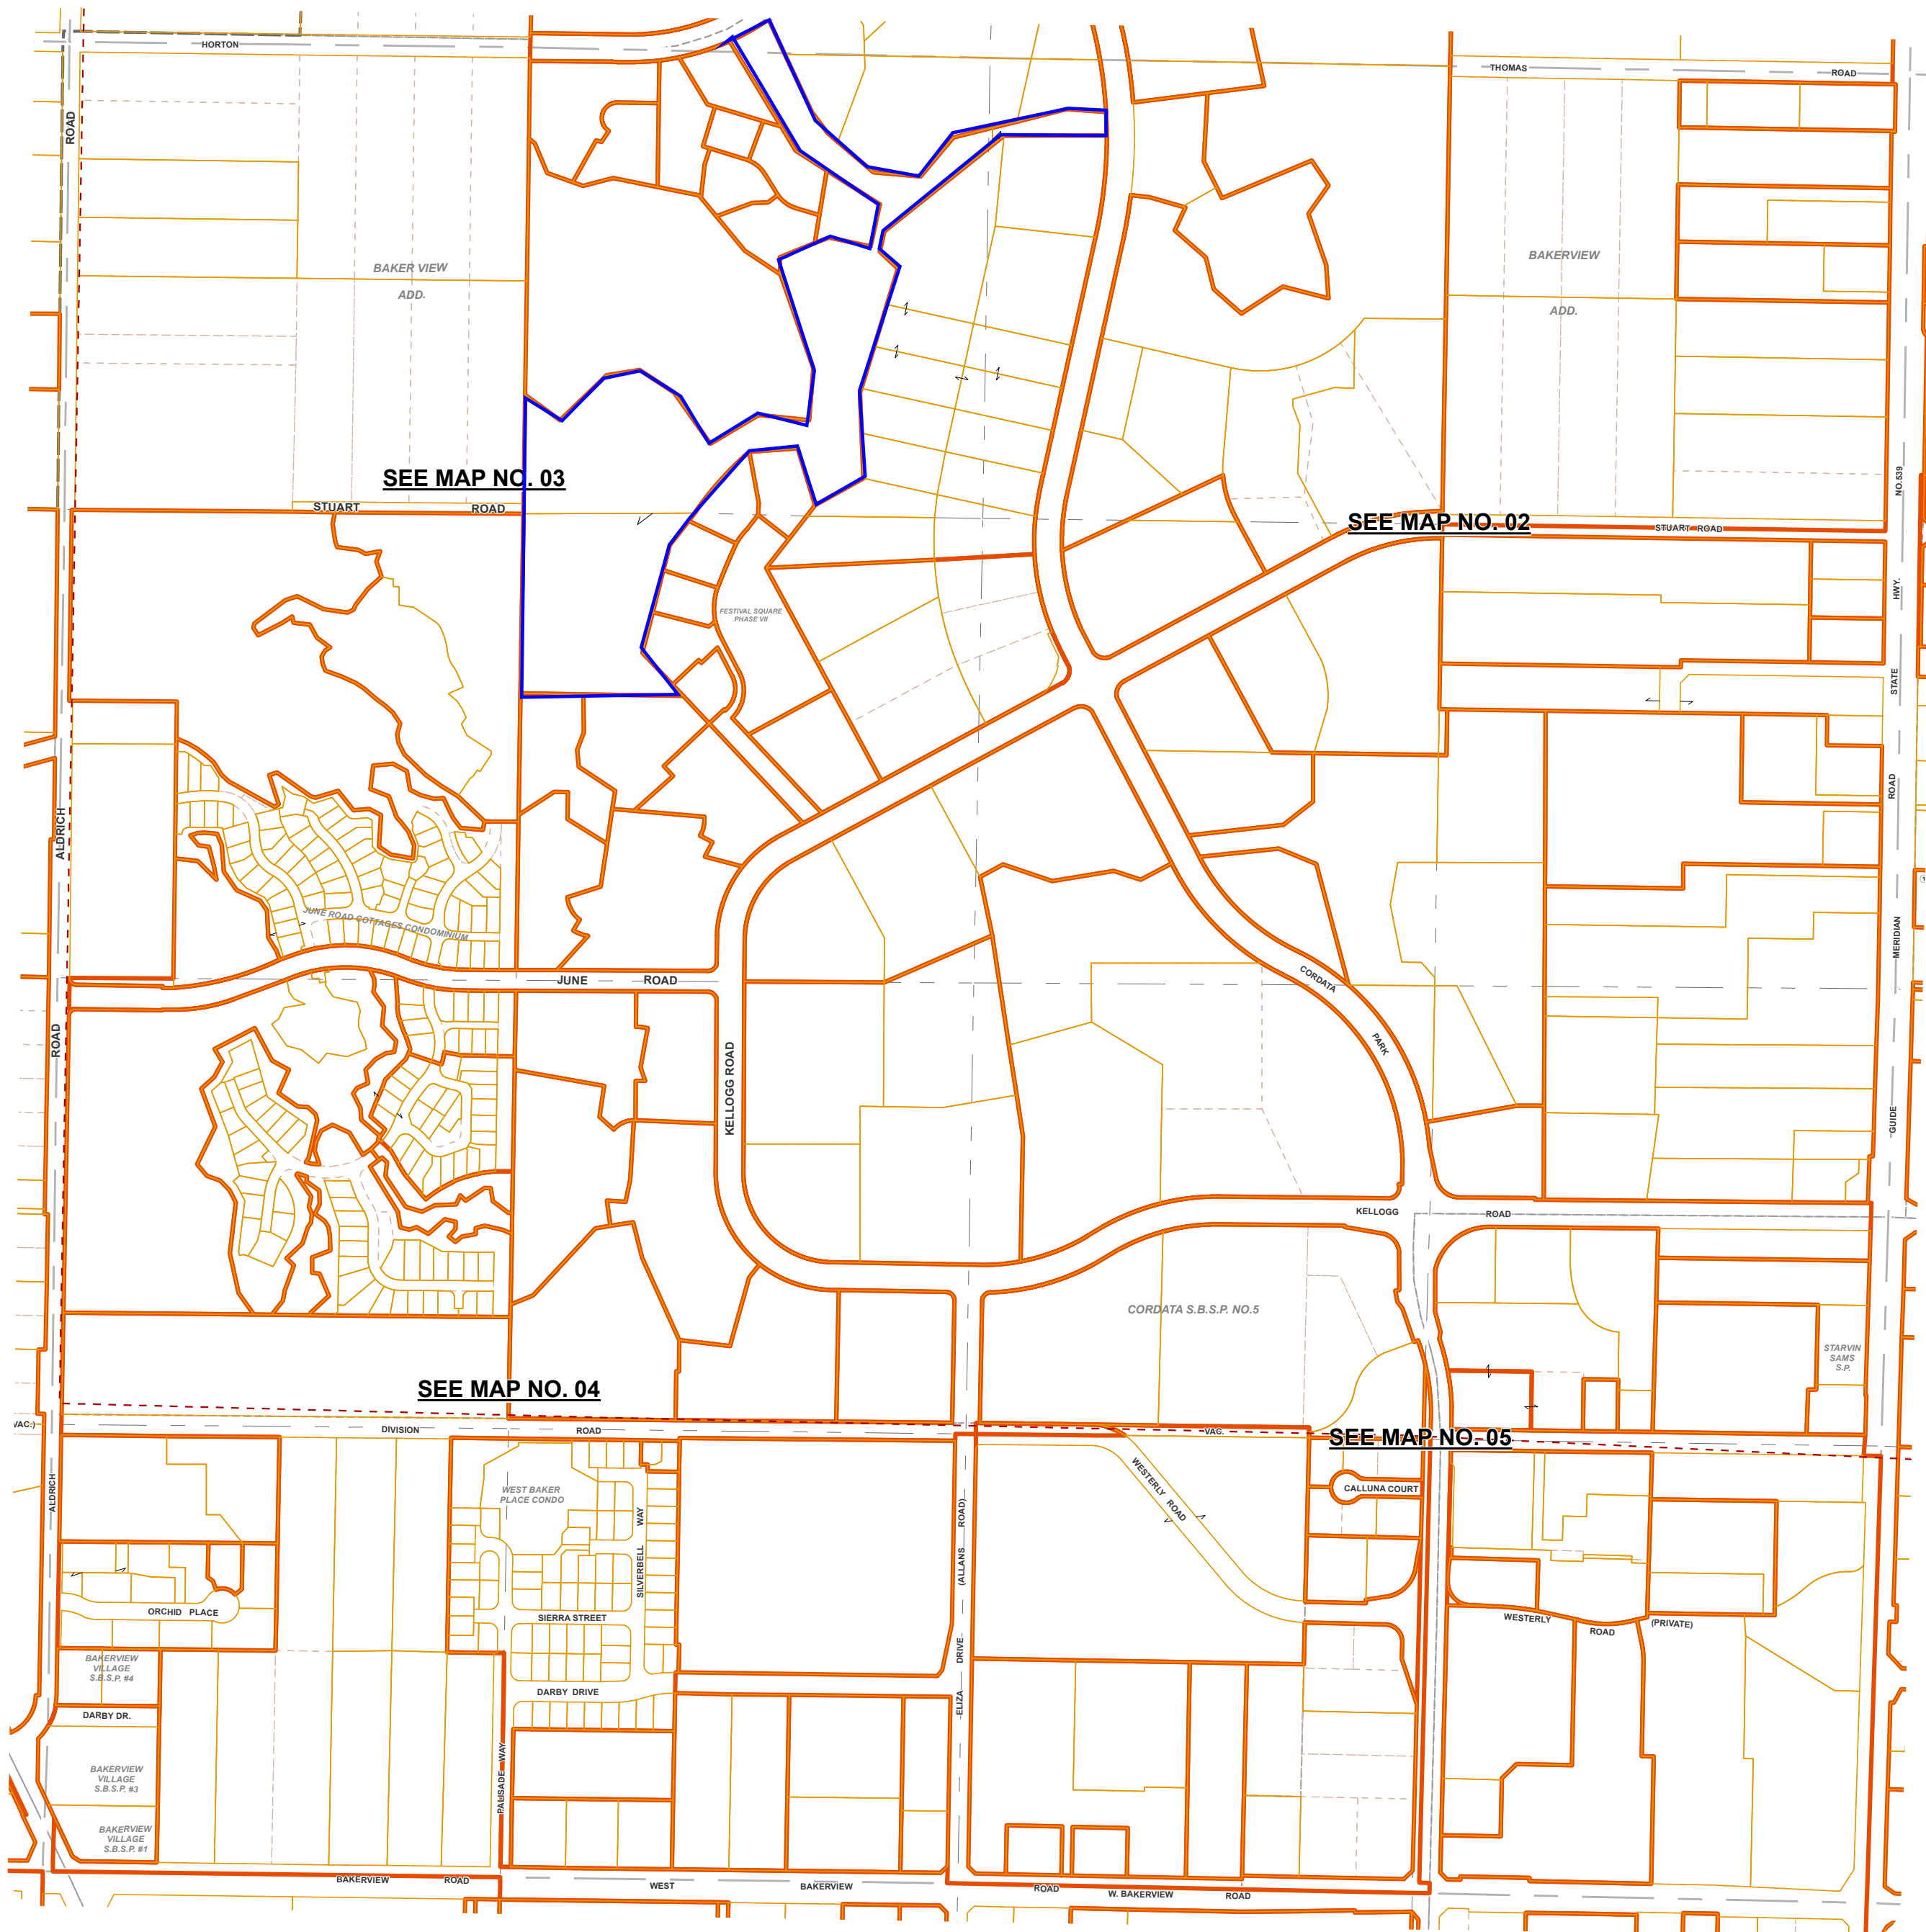 HORTON
THOMAS
ROAD
ROAD
BAKER VIEW
ADD.
BAKERVIEW
ADD.
SEE MAP NO. 03
STUART
ROAD
SEE MAP NO. 02
STUART ROAD
NO.539
HWY.
STATE
ROAD
MERIDIAN
GUIDE
FESTIVAL SQUARE
PHASE VII
ALDRICH
ROAD
JUNE ROAD COTTAGES CONDOMINIUM
JUNE
ROAD
KELLOGG ROAD
CORDATA
PARK
KELLOGG
ROAD
CORDATA S.B.S.P. NO.5
STARVIN
SAMS
S.P.
SEE MAP NO. 04
VAC.)
DIVISION
ROAD
VAC.
SEE MAP NO. 05
ALDRICH
WEST BAKER
PLACE CONDO
SILVERBELL
WAY
(ALLANS
ROAD)
ELIZA
DRIVE
WESTERLY
ROAD
CALLUNA COURT
ORCHID PLACE
SIERRA STREET
WESTERLY
ROAD
(PRIVATE)
BAKERVIEW
VILLAGE
S.B.S.P. #4
DARBY DRIVE
DARBY DR.
PALISADE WAY
BAKERVIEW
VILLAGE
S.B.S.P. #3
BAKERVIEW
VILLAGE
S.B.S.P. #1
BAKERVIEW
ROAD
WEST
BAKERVIEW
ROAD
W. BAKERVIEW
ROAD